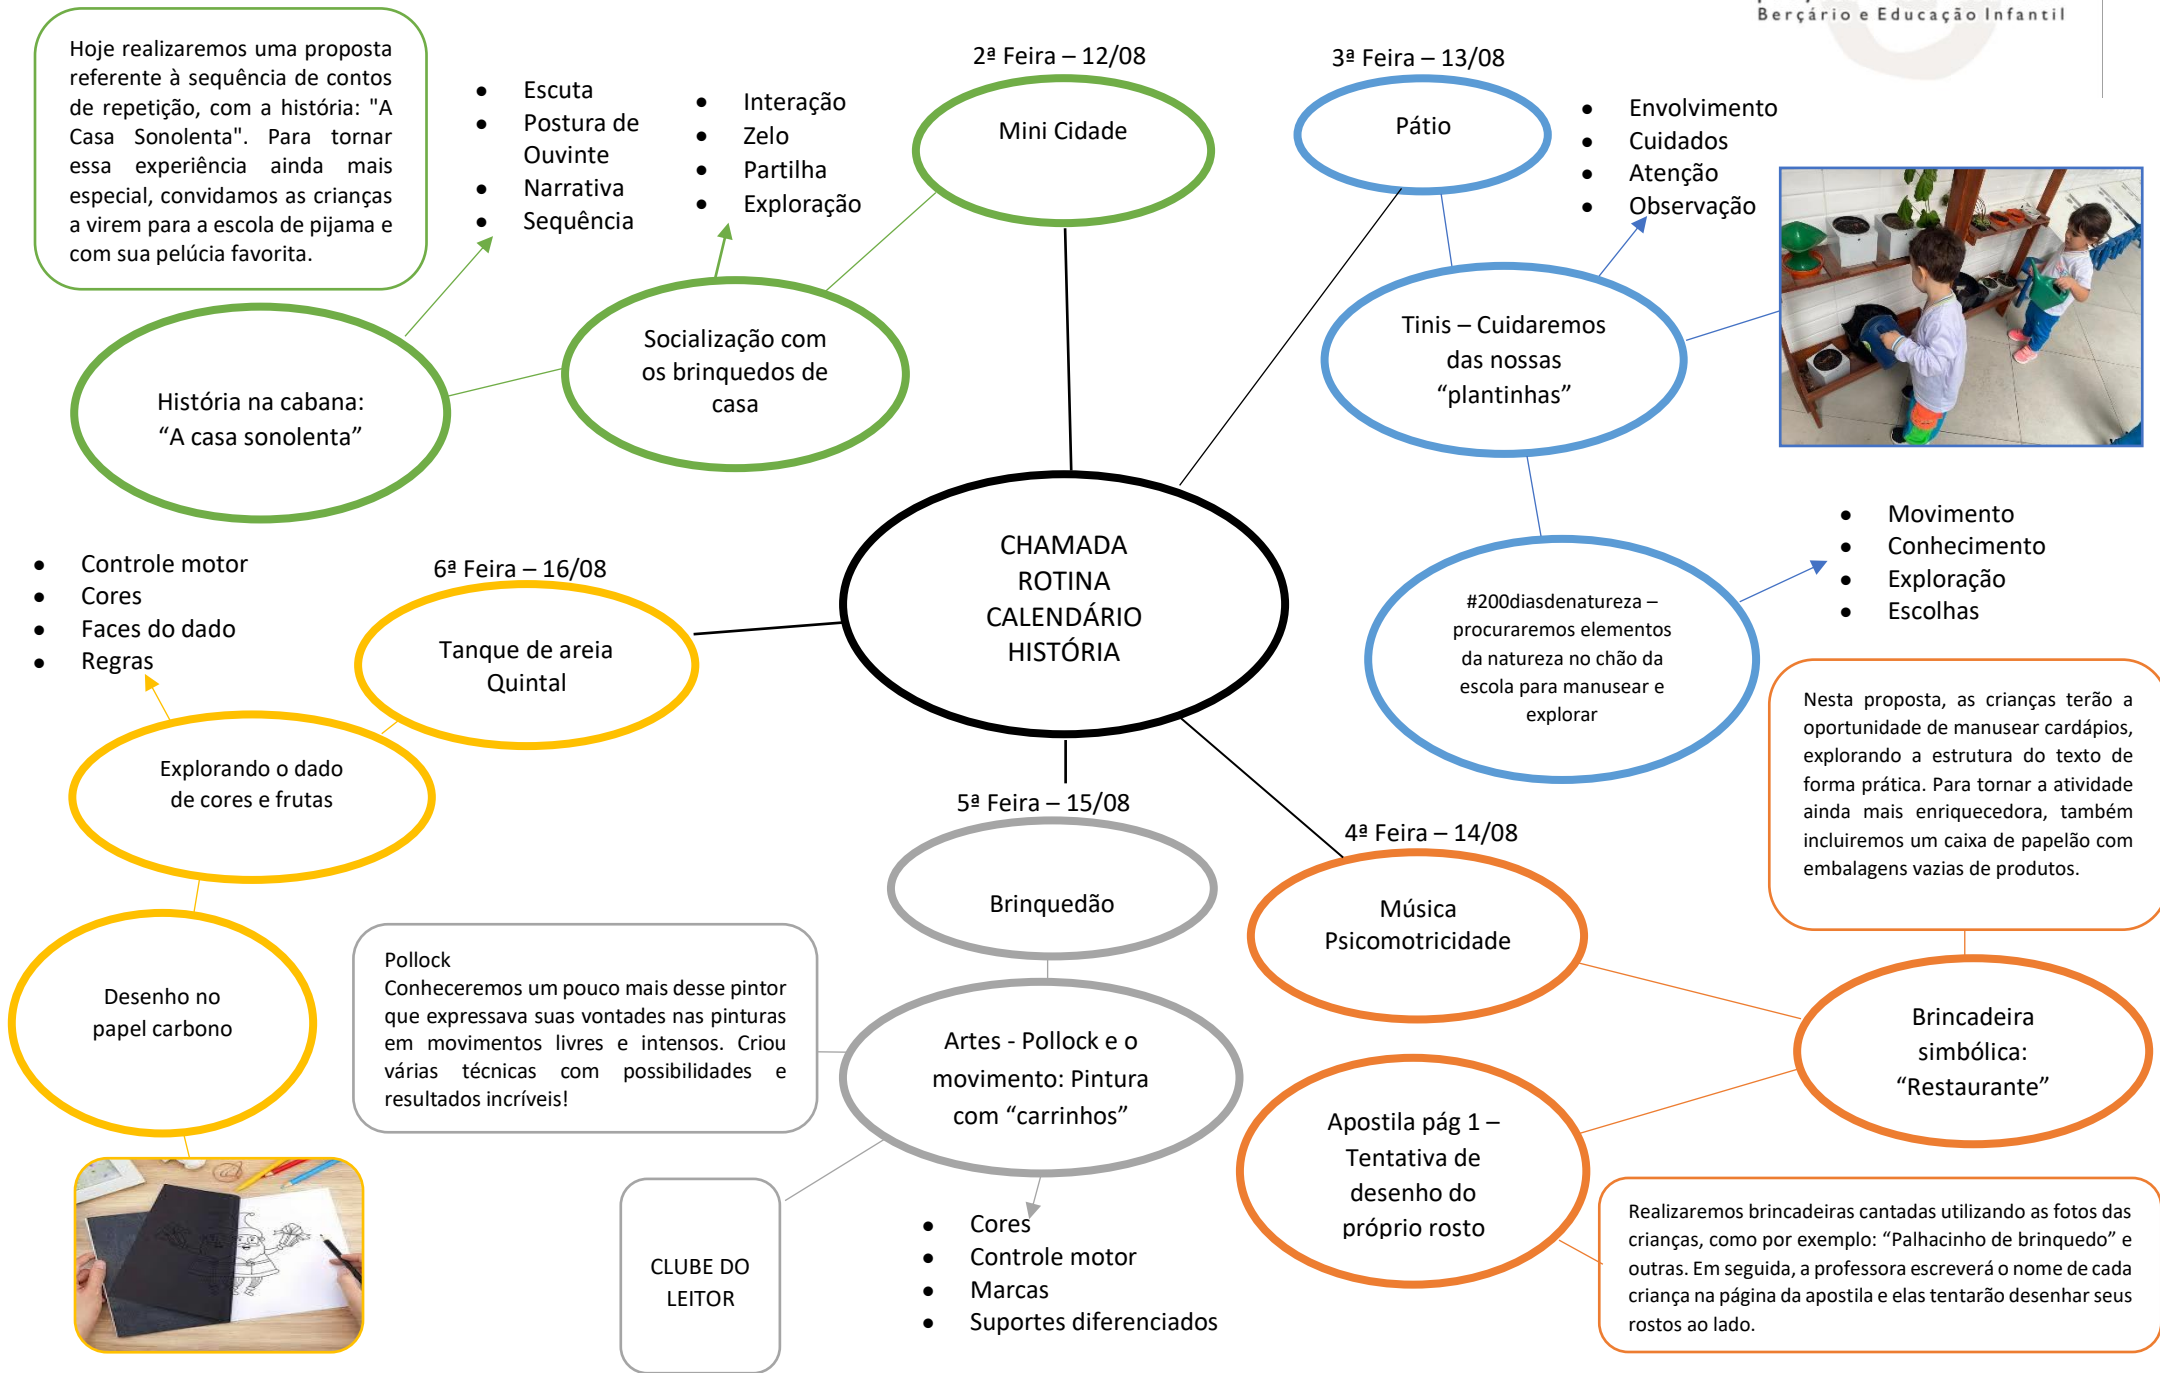 Berçário e Educação Infantil
Hoje realizaremos uma proposta
referente à sequência de contos
de repetição, com a história: "A
Casa Sonolenta". Para tornar
essa experiência ainda mais
especial, convidamos as crianças
a virem para a escola de pijama e
com sua pelúcia favorita.
• Escuta
• Postura de
Ouvinte
• Narrativa
• Sequência
• Interação
• Zelo
• Partilha
• Exploração
2ª Feira – 12/08
Mini Cidade
Socialização com
os brinquedos de
casa
História na cabana:
“A casa sonolenta”
3ª Feira – 13/08
Pátio
• Envolvimento
• Cuidados
• Atenção
• Observação
Tinis – Cuidaremos
das nossas
“plantinhas”
#200diasdenatureza –
procuraremos elementos
da natureza no chão da
escola para manusear e
explorar
• Movimento
• Conhecimento
• Exploração
• Escolhas
CHAMADA
ROTINA
CALENDÁRIO
HISTÓRIA
6ª Feira – 16/08
Tanque de areia
Quintal
• Controle motor
• Cores
• Faces do dado
• Regras
Explorando o dado
de cores e frutas
Desenho no
papel carbono
5ª Feira – 15/08
Brinquedão
Pollock
Conheceremos um pouco mais desse pintor
que expressava suas vontades nas pinturas
em movimentos livres e intensos. Criou
várias técnicas com possibilidades e
resultados incríveis!
Artes - Pollock e o
movimento: Pintura
com “carrinhos”
CLUBE DO
LEITOR
• Cores
• Controle motor
• Marcas
• Suportes diferenciados
4ª Feira – 14/08
Música
Psicomotricidade
Nesta proposta, as crianças terão a
oportunidade de manusear cardápios,
explorando a estrutura do texto de
forma prática. Para tornar a atividade
ainda mais enriquecedora, também
incluiremos um caixa de papelão com
embalagens vazias de produtos.
Brincadeira
simbólica:
“Restaurante”
Apostila pág 1 –
Tentativa de
desenho do
próprio rosto
Realizaremos brincadeiras cantadas utilizando as fotos das
crianças, como por exemplo: “Palhacinho de brinquedo” e
outras. Em seguida, a professora escreverá o nome de cada
criança na página da apostila e elas tentarão desenhar seus
rostos ao lado.